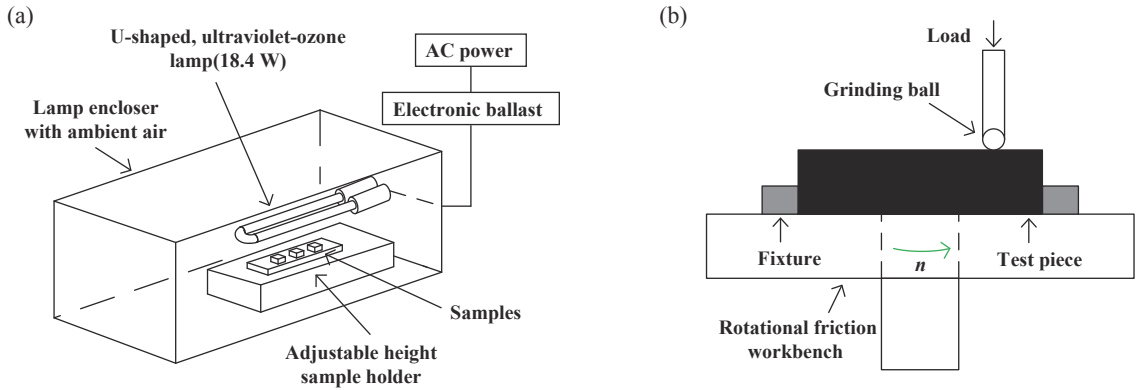 (a)
U-shaped, ultraviolet-ozone
lamp(18.4 W)
AC power
Electronic ballast
Lamp encloser
with ambient air
Samples
Adjustable height
sample holder
(b)
Load
Grinding ball
Fixture
n
Test piece
Rotational friction
workbench